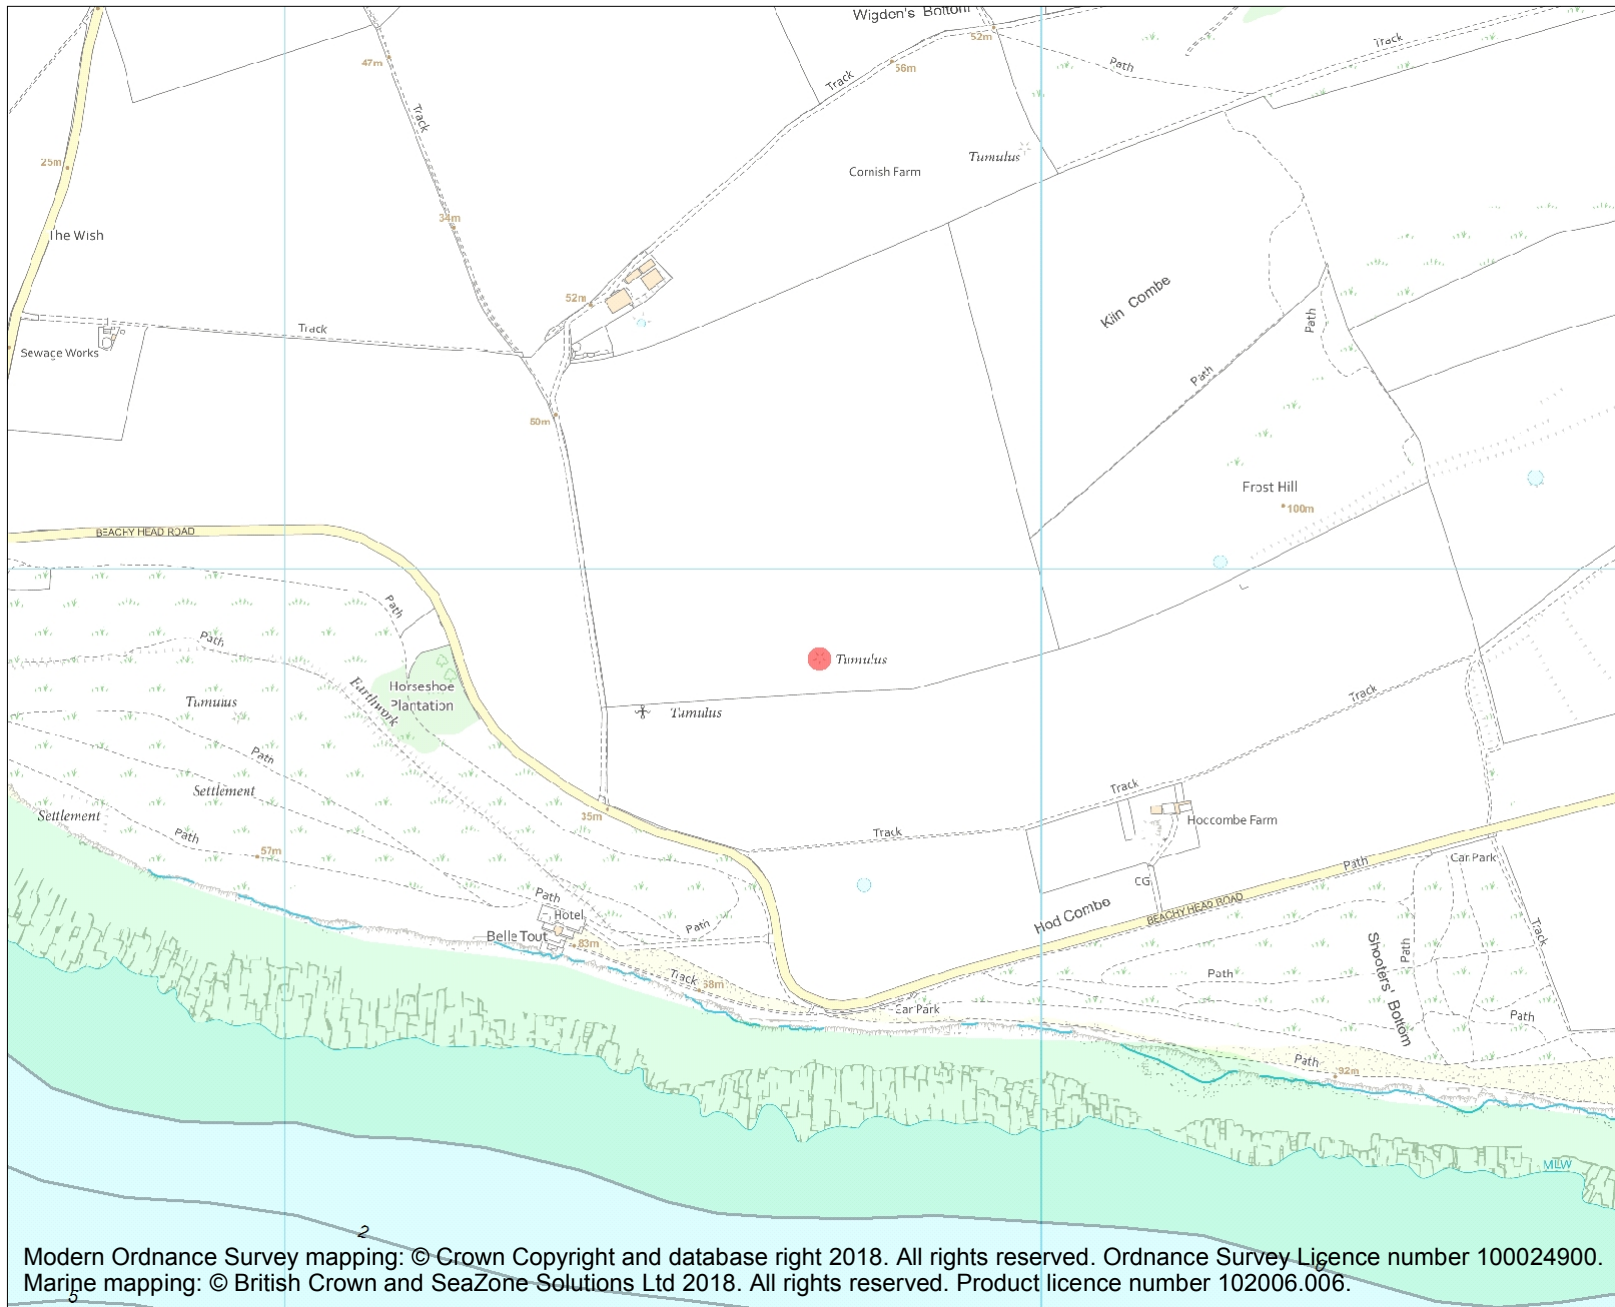 Wigden's Bottom
52m
Track
47m
56m
Path
Track
Track
25m
Tumulus
Cornish Farm
34m
The Wish
52m
Kiln Combe
Track
Path
Sewage Works
Path
50m
Frost Hill
100m
BEACHY HEAD ROAD
Path
Path
Tumulus
Earthwork
Horseshoe
Plantation
Tumulus
Tumulus
Track
Path
Settlement
Track
Settlement
35m
Hoccombe Farm
Path
Track
57m
Path
Car Park
CG
Path
Hotel
BEACHY HEAD ROAD
Hod Combe
Belle Tout
Path
83m
Track
Path
Shooters' Bottom
Track
68m
Path
Car Park
Path
Path
92m
MLW
2
Modern Ordnance Survey mapping: © Crown Copyright and database right 2018. All rights reserved. Ordnance Survey Licence number 100024900.
Marine mapping: © British Crown and SeaZone Solutions Ltd 2018. All rights reserved. Product licence number 102006.006.
5